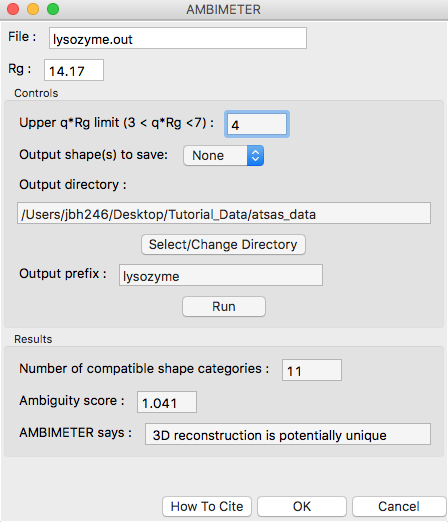 AMBIMETER
File : lysozyme.out
Rg : 14.17
Controls
Upper q*Rg limit (3 < q*Rg <7) : 4
Output shape(s) to save: None
Output directory :
/Users/jbh246/Desktop/Tutorial_Data/atsas_data
Select/Change Directory
Output prefix : lysozyme
Run
Results
Number of compatible shape categories : 11
Ambiguity score : 1.041
AMBIMETER says : 3D reconstruction is potentially unique
How To Cite OK Cancel